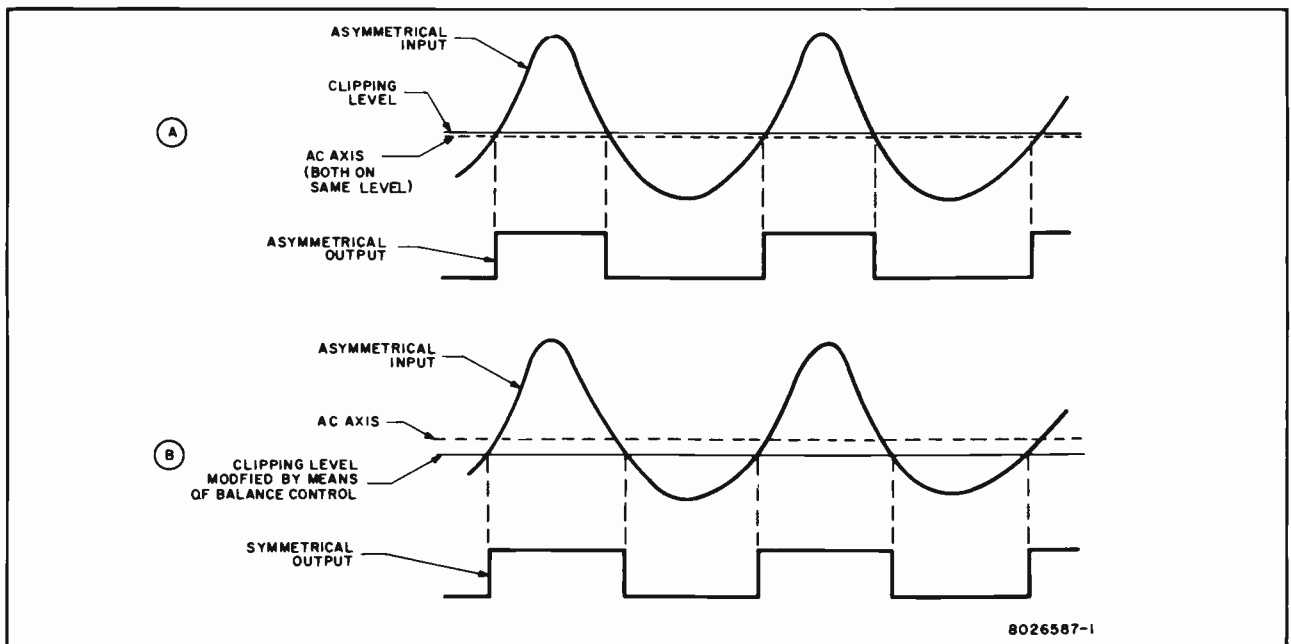 ASYMMETRICAL
INPUT
CLIPPING
LEVEL
A
AC AXIS
(BOTH ON
SAME LEVEL)
ASYMMETRICAL
OUTPUT
ASYMMETRICAL
INPUT
AC AXIS
B
CLIPPING LEVEL
MODFIED BY MEANS
OF BALANCE CONTROL
SYMMETRICAL
OUTPUT
8026587-1